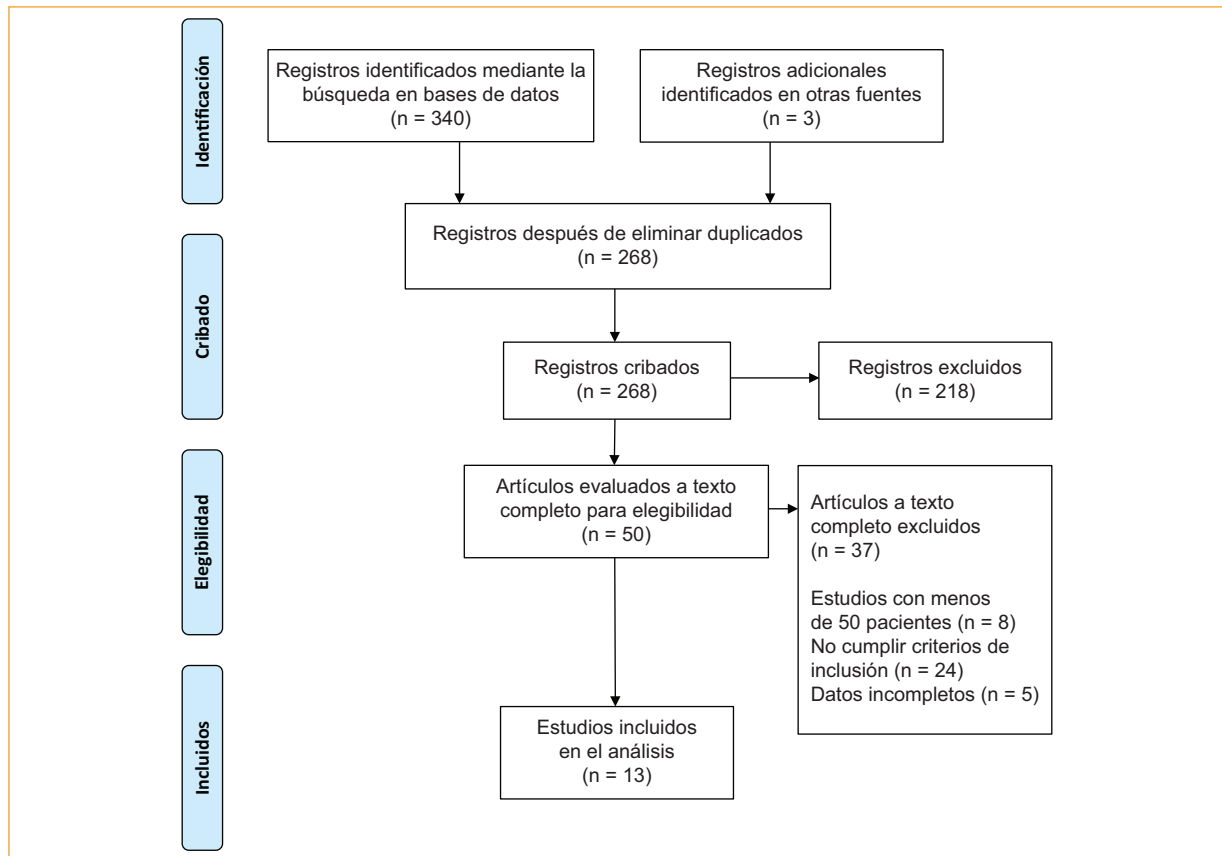 Identificación
Registros identificados mediante la
búsqueda en bases de datos
(n = 340)
Registros adicionales
identificados en otras fuentes
(n = 3)
Registros después de eliminar duplicados
(n = 268)
Cribado
Registros cribados
(n = 268)
Registros excluidos
(n = 218)
Elegibilidad
Artículos evaluados a texto
completo para elegibilidad
(n = 50)
Artículos a texto
completo excluidos
(n = 37)
Estudios con menos
de 50 pacientes (n = 8)
No cumplir criterios de
inclusión (n = 24)
Datos incompletos (n = 5)
Incluidos
Estudios incluidos
en el análisis
(n = 13)